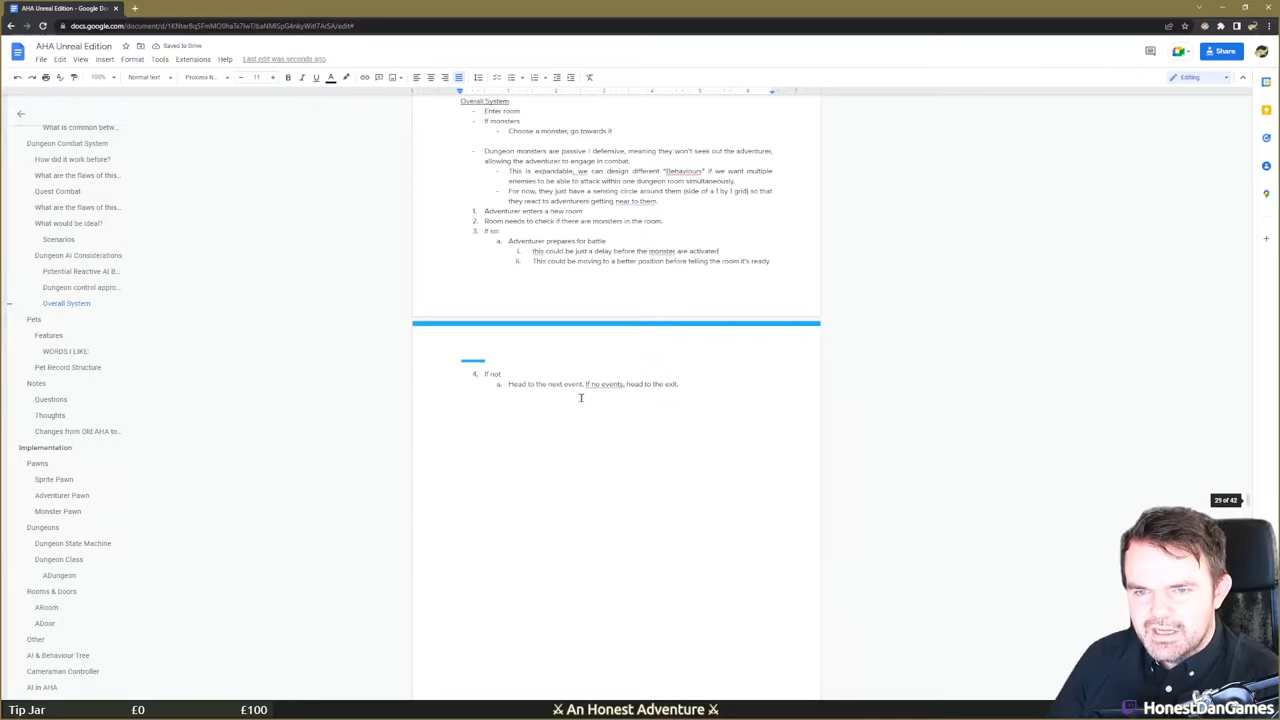 AHA Unreal Edition - Google Do
docs.google.com
AHA Unreal Edition
Saved to Drive
File Edit View Insert Format Tools Extensions Help
Last edit was seconds ago
Share
100%
Normal text
Proxima N...
11
Editing
What is common betw...
Dungeon Combat System
How did it work before?
What are the flaws of this...
Quest Combat
What are the flaws of this...
What would be ideal?
Scenarios
Dungeon AI Considerations
Potential Reactive AI B...
Dungeon control appro...
Overall System
Pets
Features
WORDS I LIKE:
Pet Record Structure
Notes
Questions
Thoughts
Changes from Old AHA to...
Implementation
Pawns
Sprite Pawn
Adventurer Pawn
Monster Pawn
Dungeons
Dungeon State Machine
Dungeon Class
ADungeon
Rooms & Doors
ARoom
ADoor
Other
AI & Behaviour Tree
Cameraman Controller
AI in AHA
Overall System
- Enter room
- If monsters
- Choose a monster, go towards it
- Dungeon monsters are passive / defensive, meaning they won't seek out the adventurer,
allowing the adventurer to engage in combat.
- This is expandable, we can design different "Behaviours" if we want multiple
enemies to be able to attack within one dungeon room simultaneously.
- For now, they just have a sensing circle around them (side of a 1 by 1 grid) so that
they react to adventurers getting near to them.
1. Adventurer enters a new room
2. Room needs to check if there are monsters in the room.
3. If so:
a. Adventurer prepares for battle
i. this could be just a delay before the monster are activated
ii. This could be moving to a better position before telling the room it's ready
4. If not
a. Head to the next event. If no events, head to the exit.
29 of 42
Tip Jar £0 £100 ⚔ An Honest Adventure ⚔ HonestDanGames